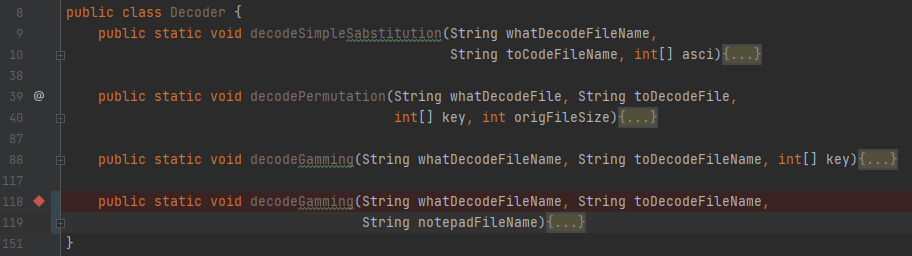 8 public class Decoder {
9 public static void decodeSimpleSabstitution(String whatDecodeFileName,
10 String toCodeFileName, int[] asci){...}
38
39 @ public static void decodePermutation(String whatDecodeFile, String toDecodeFile,
40 int[] key, int origFileSize){...}
87
88 public static void decodeGamming(String whatDecodeFileName, String toDecodeFileName, int[] key){...}
117
118 public static void decodeGamming(String whatDecodeFileName, String toDecodeFileName,
119 String notepadFileName){...}
151 }